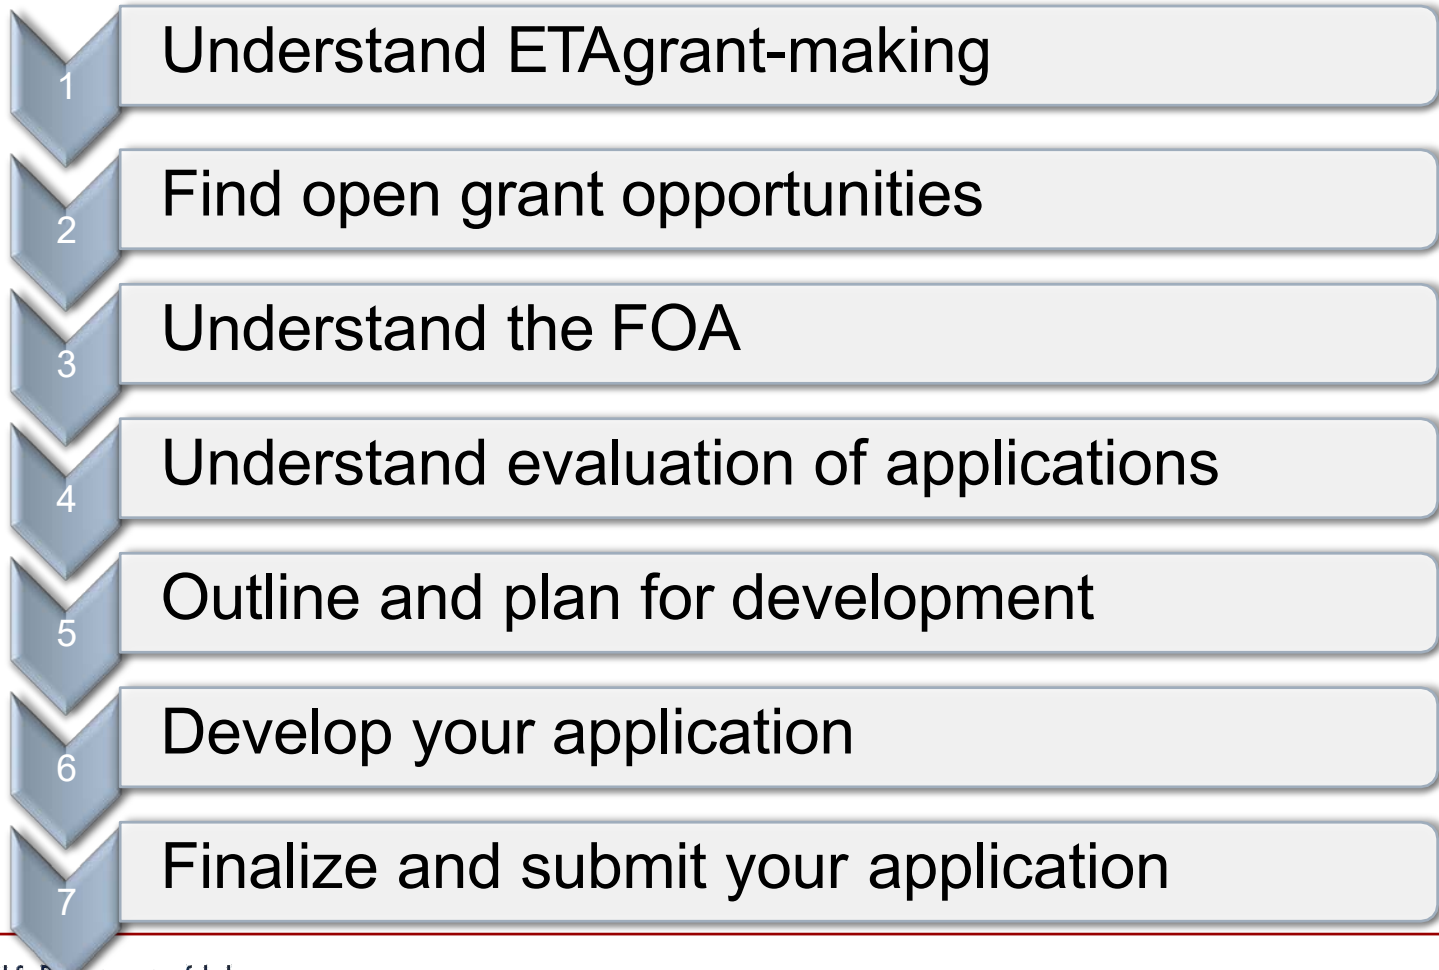 1 Understand ETAgrant-making
2 Find open grant opportunities
3 Understand the FOA
4 Understand evaluation of applications
5 Outline and plan for development
6 Develop your application
7 Finalize and submit your application